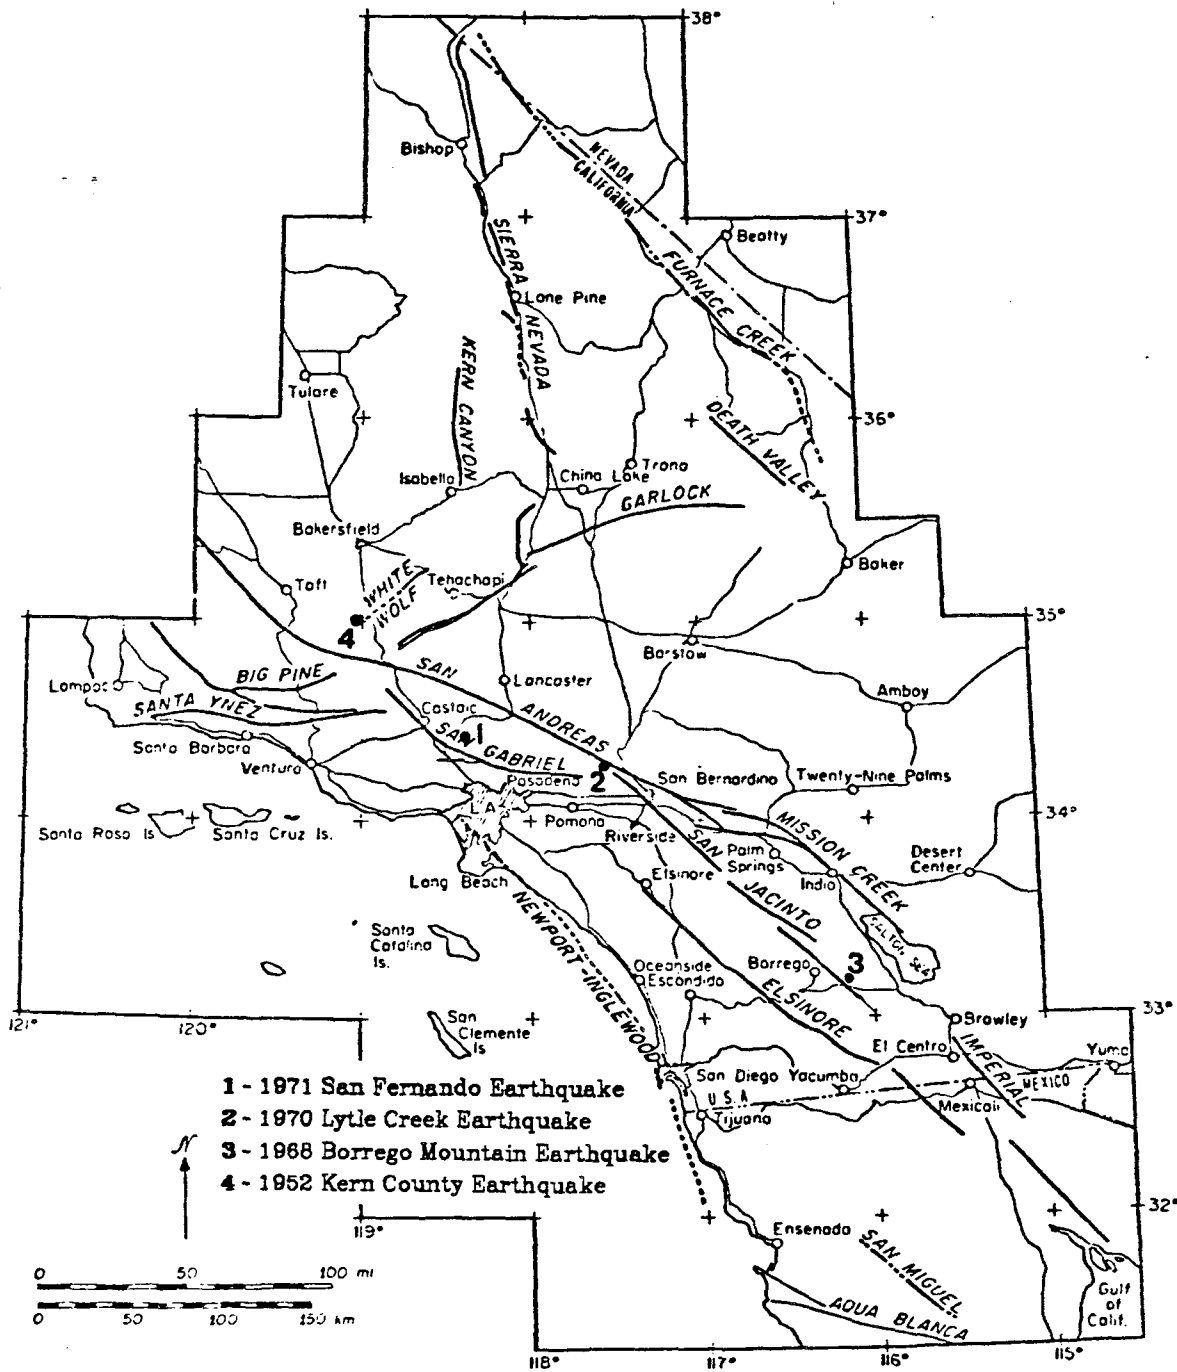 38°
Bishop
NEVADA
CALIFORNIA
37°
Beatty
SIERRA NEVADA
FURNACE CREEK
Lone Pine
KERN CANYON
Tulare
36°
DEATH VALLEY
Isabella
China Lake
Trona
GARLOCK
Bakersfield
Taft
WHITE WOLF
Tehachapi
Baker
35°
4
Barstow
BIG PINE
SAN ANDREAS
Lancaster
Lompoc
SANTA YNEZ
Amboy
Castaic
Santa Barbara
1
SAN GABRIEL
Ventura
2
Pasadena
San Bernardino
Twenty-Nine Palms
L.A.
34°
Santa Rosa Is
Santa Cruz Is.
Pomona
Riverside
SAN JACINTO
Palm Springs
MISSION CREEK
Desert Center
Long Beach
Elsinore
Indio
NEWPORT-INGLEWOOD
SALTON SEA
Santa Catalina Is.
Oceanside
Escondido
Borrego
3
ELSINORE
33°
121°
120°
San Clemente Is
Brawley
El Centro
IMPERIAL
Yuma
1 - 1971 San Fernando Earthquake
San Diego
Yacumba
U.S.A
MEXICO
2 - 1970 Lytle Creek Earthquake
Tijuana
Mexicali
N
3 - 1968 Borrego Mountain Earthquake
4 - 1952 Kern County Earthquake
32°
119°
Ensenada
SAN MIGUEL
0 50 100 mi
0 50 100 150 km
AQUA BLANCA
Gulf of Calif.
118°
117°
116°
115°